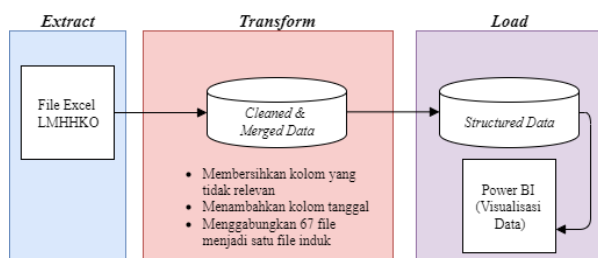 Extract
Transform
Load
File Excel
LMHHKO
Cleaned &
Merged Data
Structured Data
• Membersihkan kolom yang
tidak relevan
• Menambahkan kolom tanggal
• Menggabungkan 67 file
menjadi satu file induk
Power BI
(Visualisasi
Data)